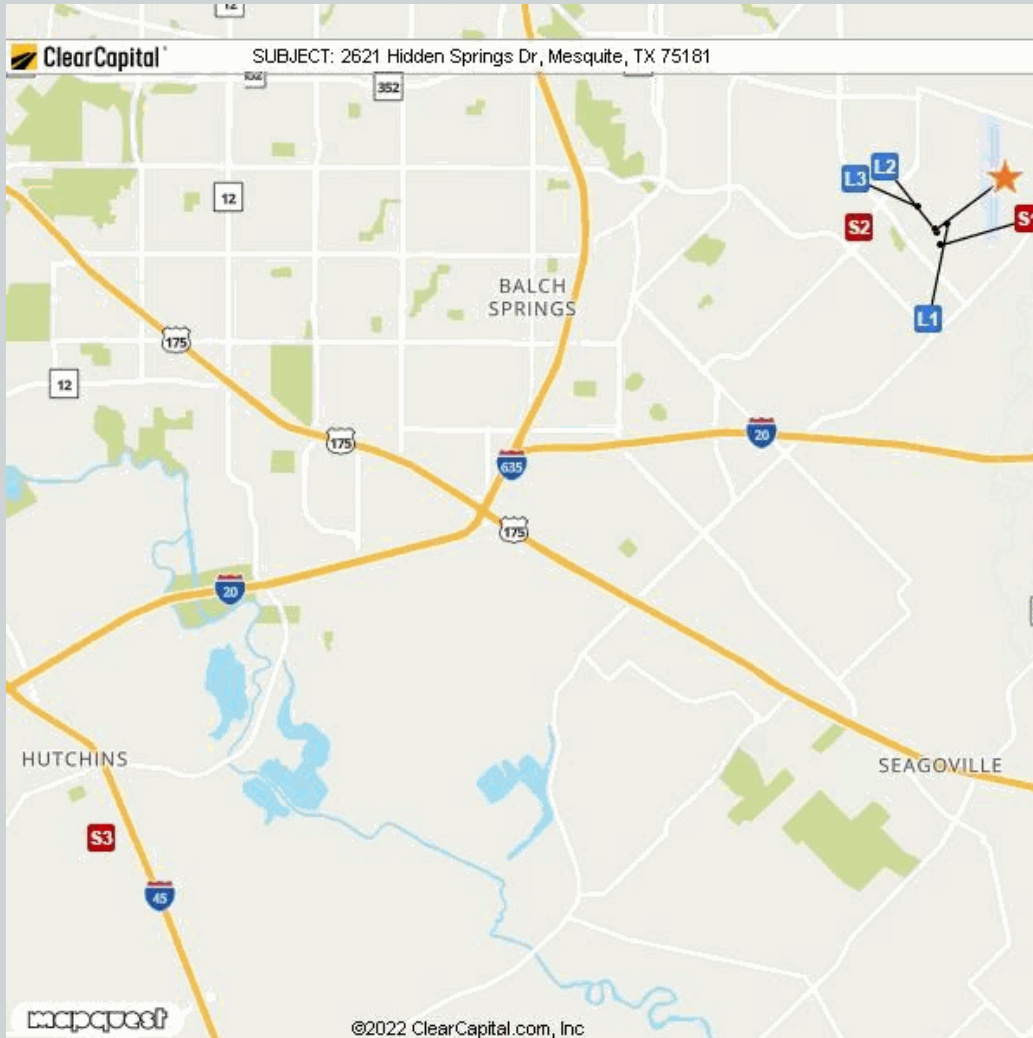 12
ClearCapital
SUBJECT: 2621 Hidden Springs Dr, Mesquite, TX 75181
352
L2
L3
12
S2
S1
BALCH
SPRINGS
L1
175
12
175
20
635
175
20
HUTCHINS
SEAGOVILLE
S3
45
mapquest
©2022 ClearCapital.com, Inc